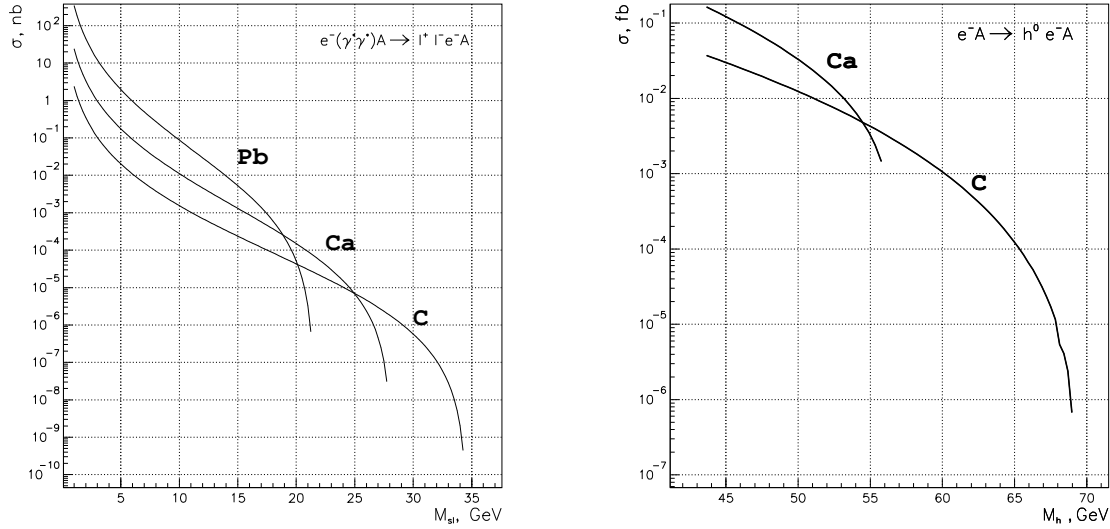 σ, nb
10²
10
1
10⁻¹
10⁻²
10⁻³
10⁻⁴
10⁻⁵
10⁻⁶
10⁻⁷
10⁻⁸
10⁻⁹
10⁻¹⁰
e⁻(γ*γ*)A → l⁺ l⁻e⁻A
Pb
Ca
C
5 10 15 20 25 30 35
M_sl, GeV
σ, fb
10⁻¹
10⁻²
10⁻³
10⁻⁴
10⁻⁵
10⁻⁶
10⁻⁷
e⁻A → h⁰ e⁻A
Ca
C
45 50 55 60 65 70
M_h , GeV